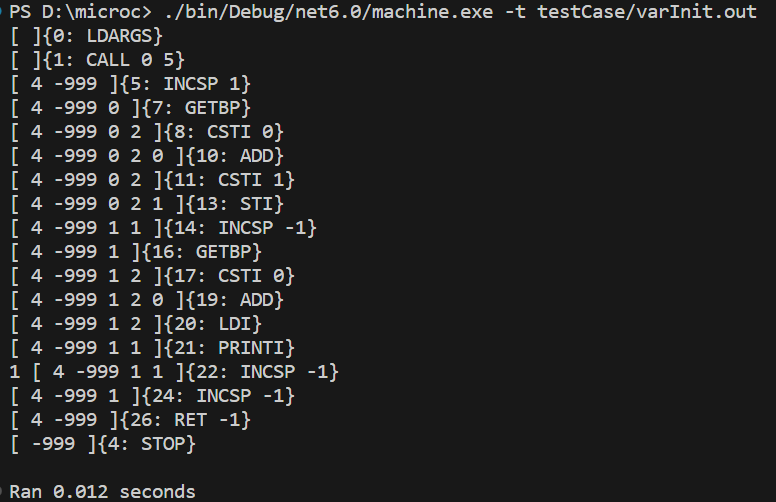 PS D:\microc> ./bin/Debug/net6.0/machine.exe -t testCase/varInit.out
[ ]{0: LDARGS}
[ ]{1: CALL 0 5}
[ 4 -999 ]{5: INCSP 1}
[ 4 -999 0 ]{7: GETBP}
[ 4 -999 0 2 ]{8: CSTI 0}
[ 4 -999 0 2 0 ]{10: ADD}
[ 4 -999 0 2 ]{11: CSTI 1}
[ 4 -999 0 2 1 ]{13: STI}
[ 4 -999 1 1 ]{14: INCSP -1}
[ 4 -999 1 ]{16: GETBP}
[ 4 -999 1 2 ]{17: CSTI 0}
[ 4 -999 1 2 0 ]{19: ADD}
[ 4 -999 1 2 ]{20: LDI}
[ 4 -999 1 1 ]{21: PRINTI}
1 [ 4 -999 1 1 ]{22: INCSP -1}
[ 4 -999 1 ]{24: INCSP -1}
[ 4 -999 ]{26: RET -1}
[ -999 ]{4: STOP}
Ran 0.012 seconds